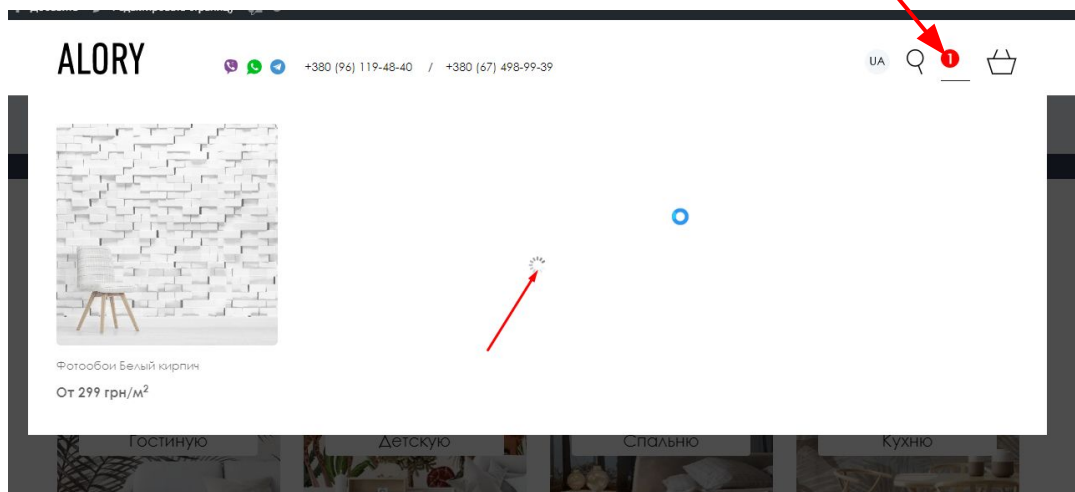 ALORY
+380 (96) 119-48-40 / +380 (67) 498-99-39
UA
1
Фотообои Белый кирпич
От 299 грн/м²
Гостиную Детскую Спальню Кухню